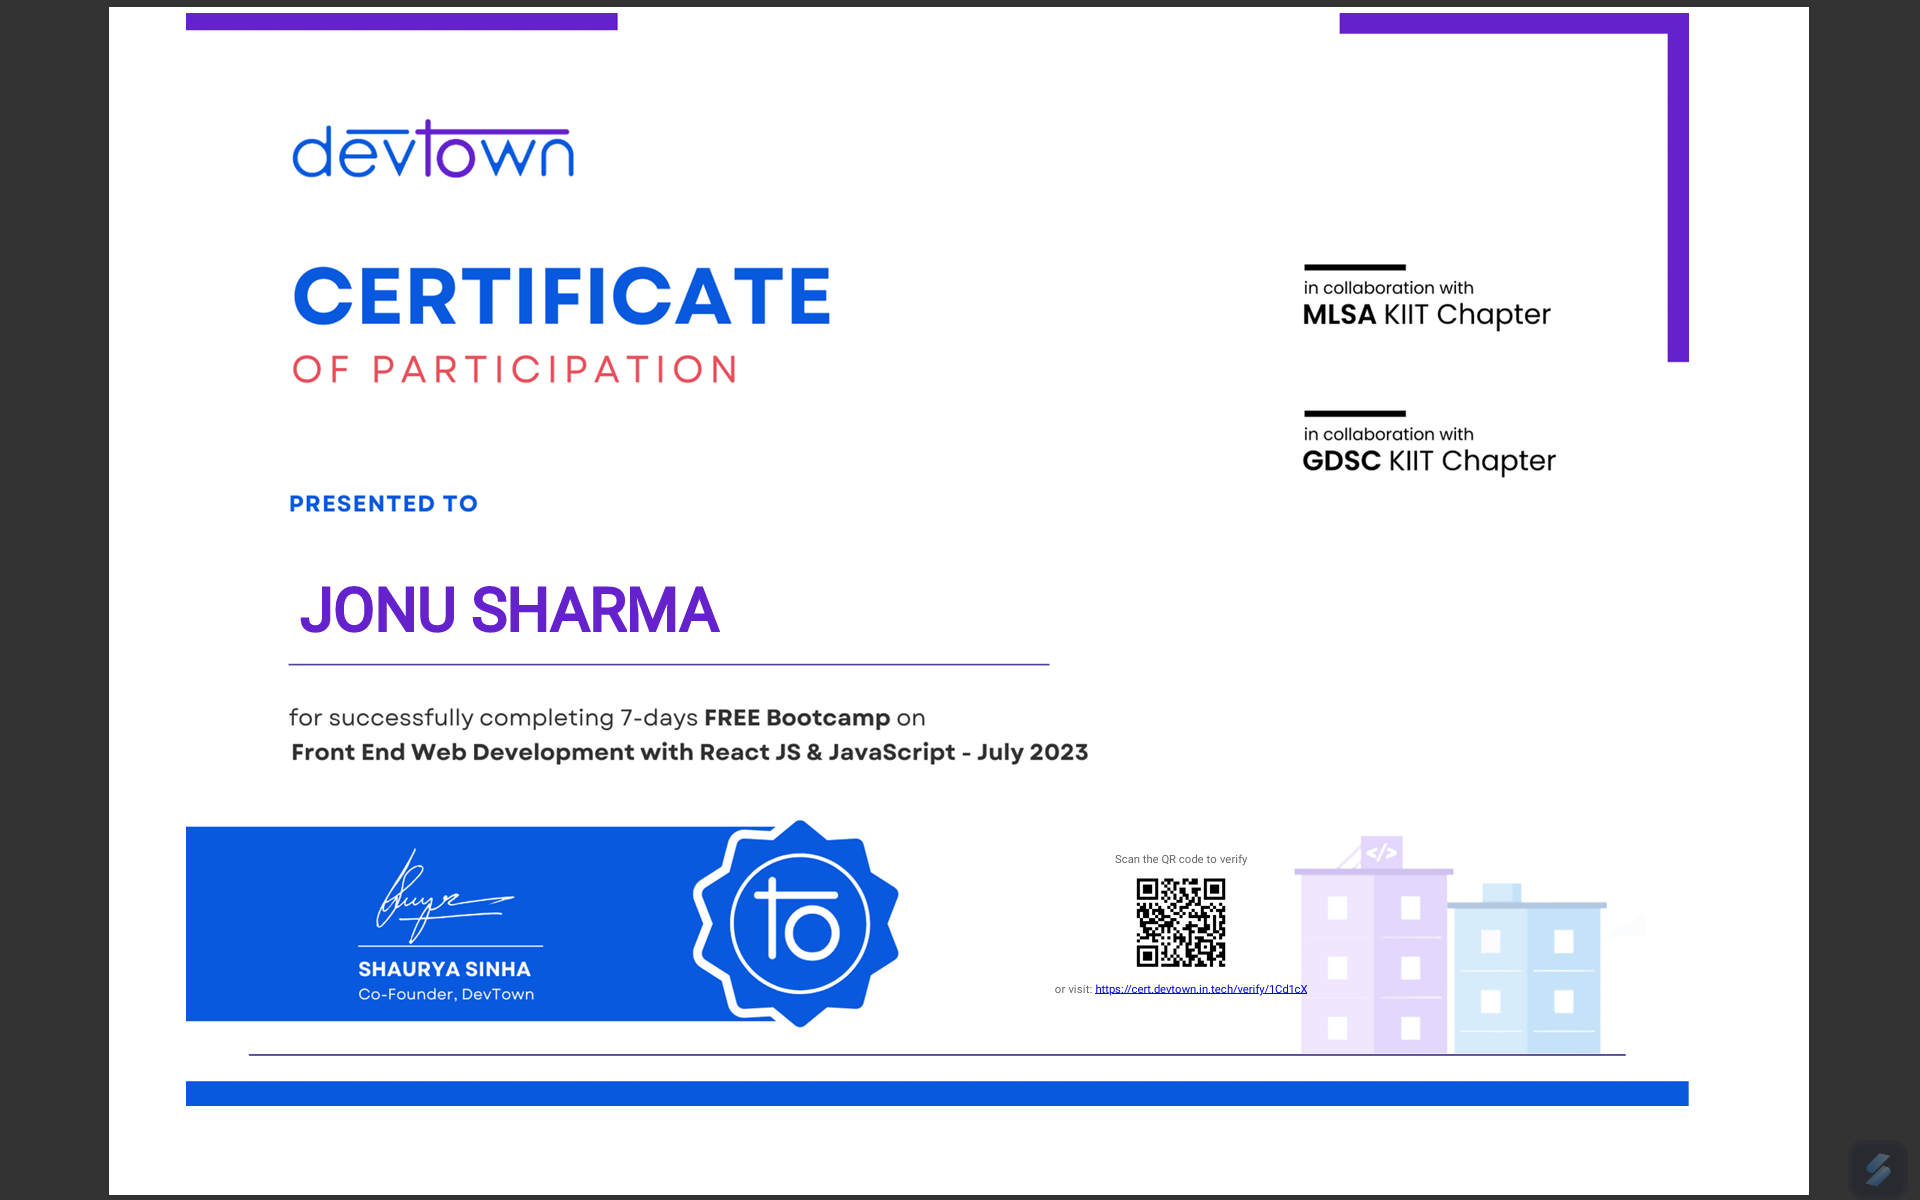 devtown
CERTIFICATE
OF PARTICIPATION
in collaboration with
MLSA KIIT Chapter
in collaboration with
GDSC KIIT Chapter
PRESENTED TO
JONU SHARMA
for successfully completing 7-days FREE Bootcamp on
Front End Web Development with React JS & JavaScript - July 2023
SHAURYA SINHA
Co-Founder, DevTown
to
Scan the QR code to verify
or visit: https://cert.devtown.in.tech/verify/1Cd1cX
</>